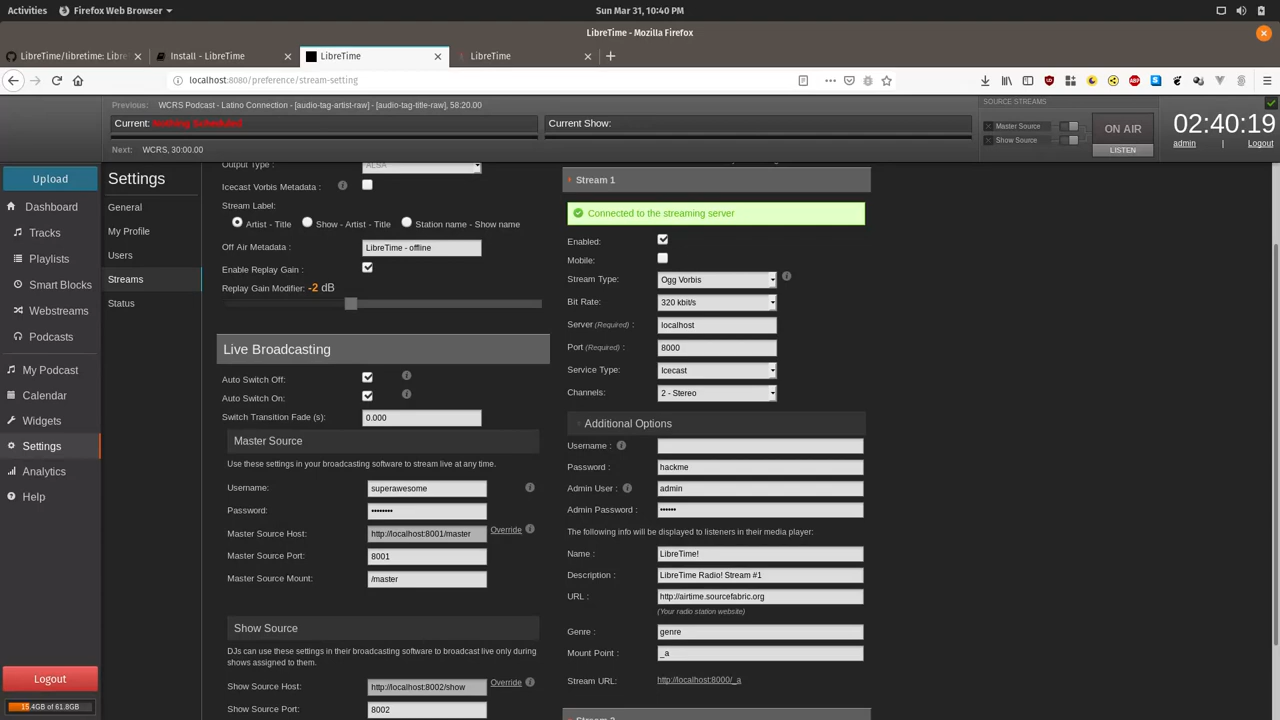 Activities
Firefox Web Browser
Sun Mar 31, 10:40 PM
LibreTime - Mozilla Firefox
LibreTime/libretime: Libre
Install - LibreTime
LibreTime
LibreTime
localhost:8080/preference/stream-setting
Previous: WCRS Podcast - Latino Connection - [audio-tag-artist-raw] - [audio-tag-title-raw], 58:20.00
Current: Nothing Scheduled
Current Show:
Next: WCRS, 30:00.00
SOURCE STREAMS
Master Source
Show Source
ON AIR
LISTEN
02:40:19
admin | Logout
Upload
Dashboard
Tracks
Playlists
Smart Blocks
Webstreams
Podcasts
My Podcast
Calendar
Widgets
Settings
Analytics
Help
Logout
15.4GB of 61.8GB
Settings
General
My Profile
Users
Streams
Status
Output Type : ALSA
Icecast Vorbis Metadata :
Stream Label:
Artist - Title Show - Artist - Title Station name - Show name
Off Air Metadata : LibreTime - offline
Enable Replay Gain :
Replay Gain Modifier: -2 dB
Live Broadcasting
Auto Switch Off:
Auto Switch On:
Switch Transition Fade (s): 0.000
Master Source
Use these settings in your broadcasting software to stream live at any time.
Username: superawesome
Password: ••••••••
Master Source Host: http://localhost:8001/master Override
Master Source Port: 8001
Master Source Mount: /master
Show Source
DJs can use these settings in their broadcasting software to broadcast live only during
shows assigned to them.
Show Source Host: http://localhost:8002/show Override
Show Source Port: 8002
Stream 1
Connected to the streaming server
Enabled:
Mobile:
Stream Type: Ogg Vorbis
Bit Rate: 320 kbit/s
Server (Required) : localhost
Port (Required) : 8000
Service Type: Icecast
Channels: 2 - Stereo
Additional Options
Username :
Password : hackme
Admin User : admin
Admin Password : ••••••
The following info will be displayed to listeners in their media player:
Name : LibreTime!
Description : LibreTime Radio! Stream #1
URL : http://airtime.sourcefabric.org
(Your radio station website)
Genre : genre
Mount Point : _a
Stream URL: http://localhost:8000/_a